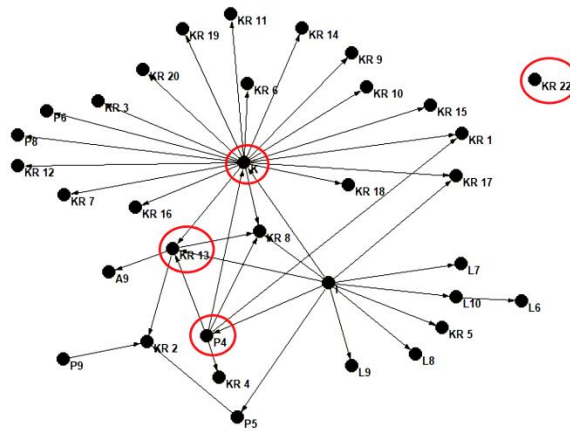 KR 11
KR 19
KR 14
KR 9
KR 20
KR 6
KR 10
KR 22
KR 3
KR 15
P6
KR 1
P8
K
KR 12
KR 17
KR 18
KR 7
KR 16
KR 8
KR 13
L7
A9
I
L10
L6
KR 5
P4
KR 2
L8
P9
L9
KR 4
P5